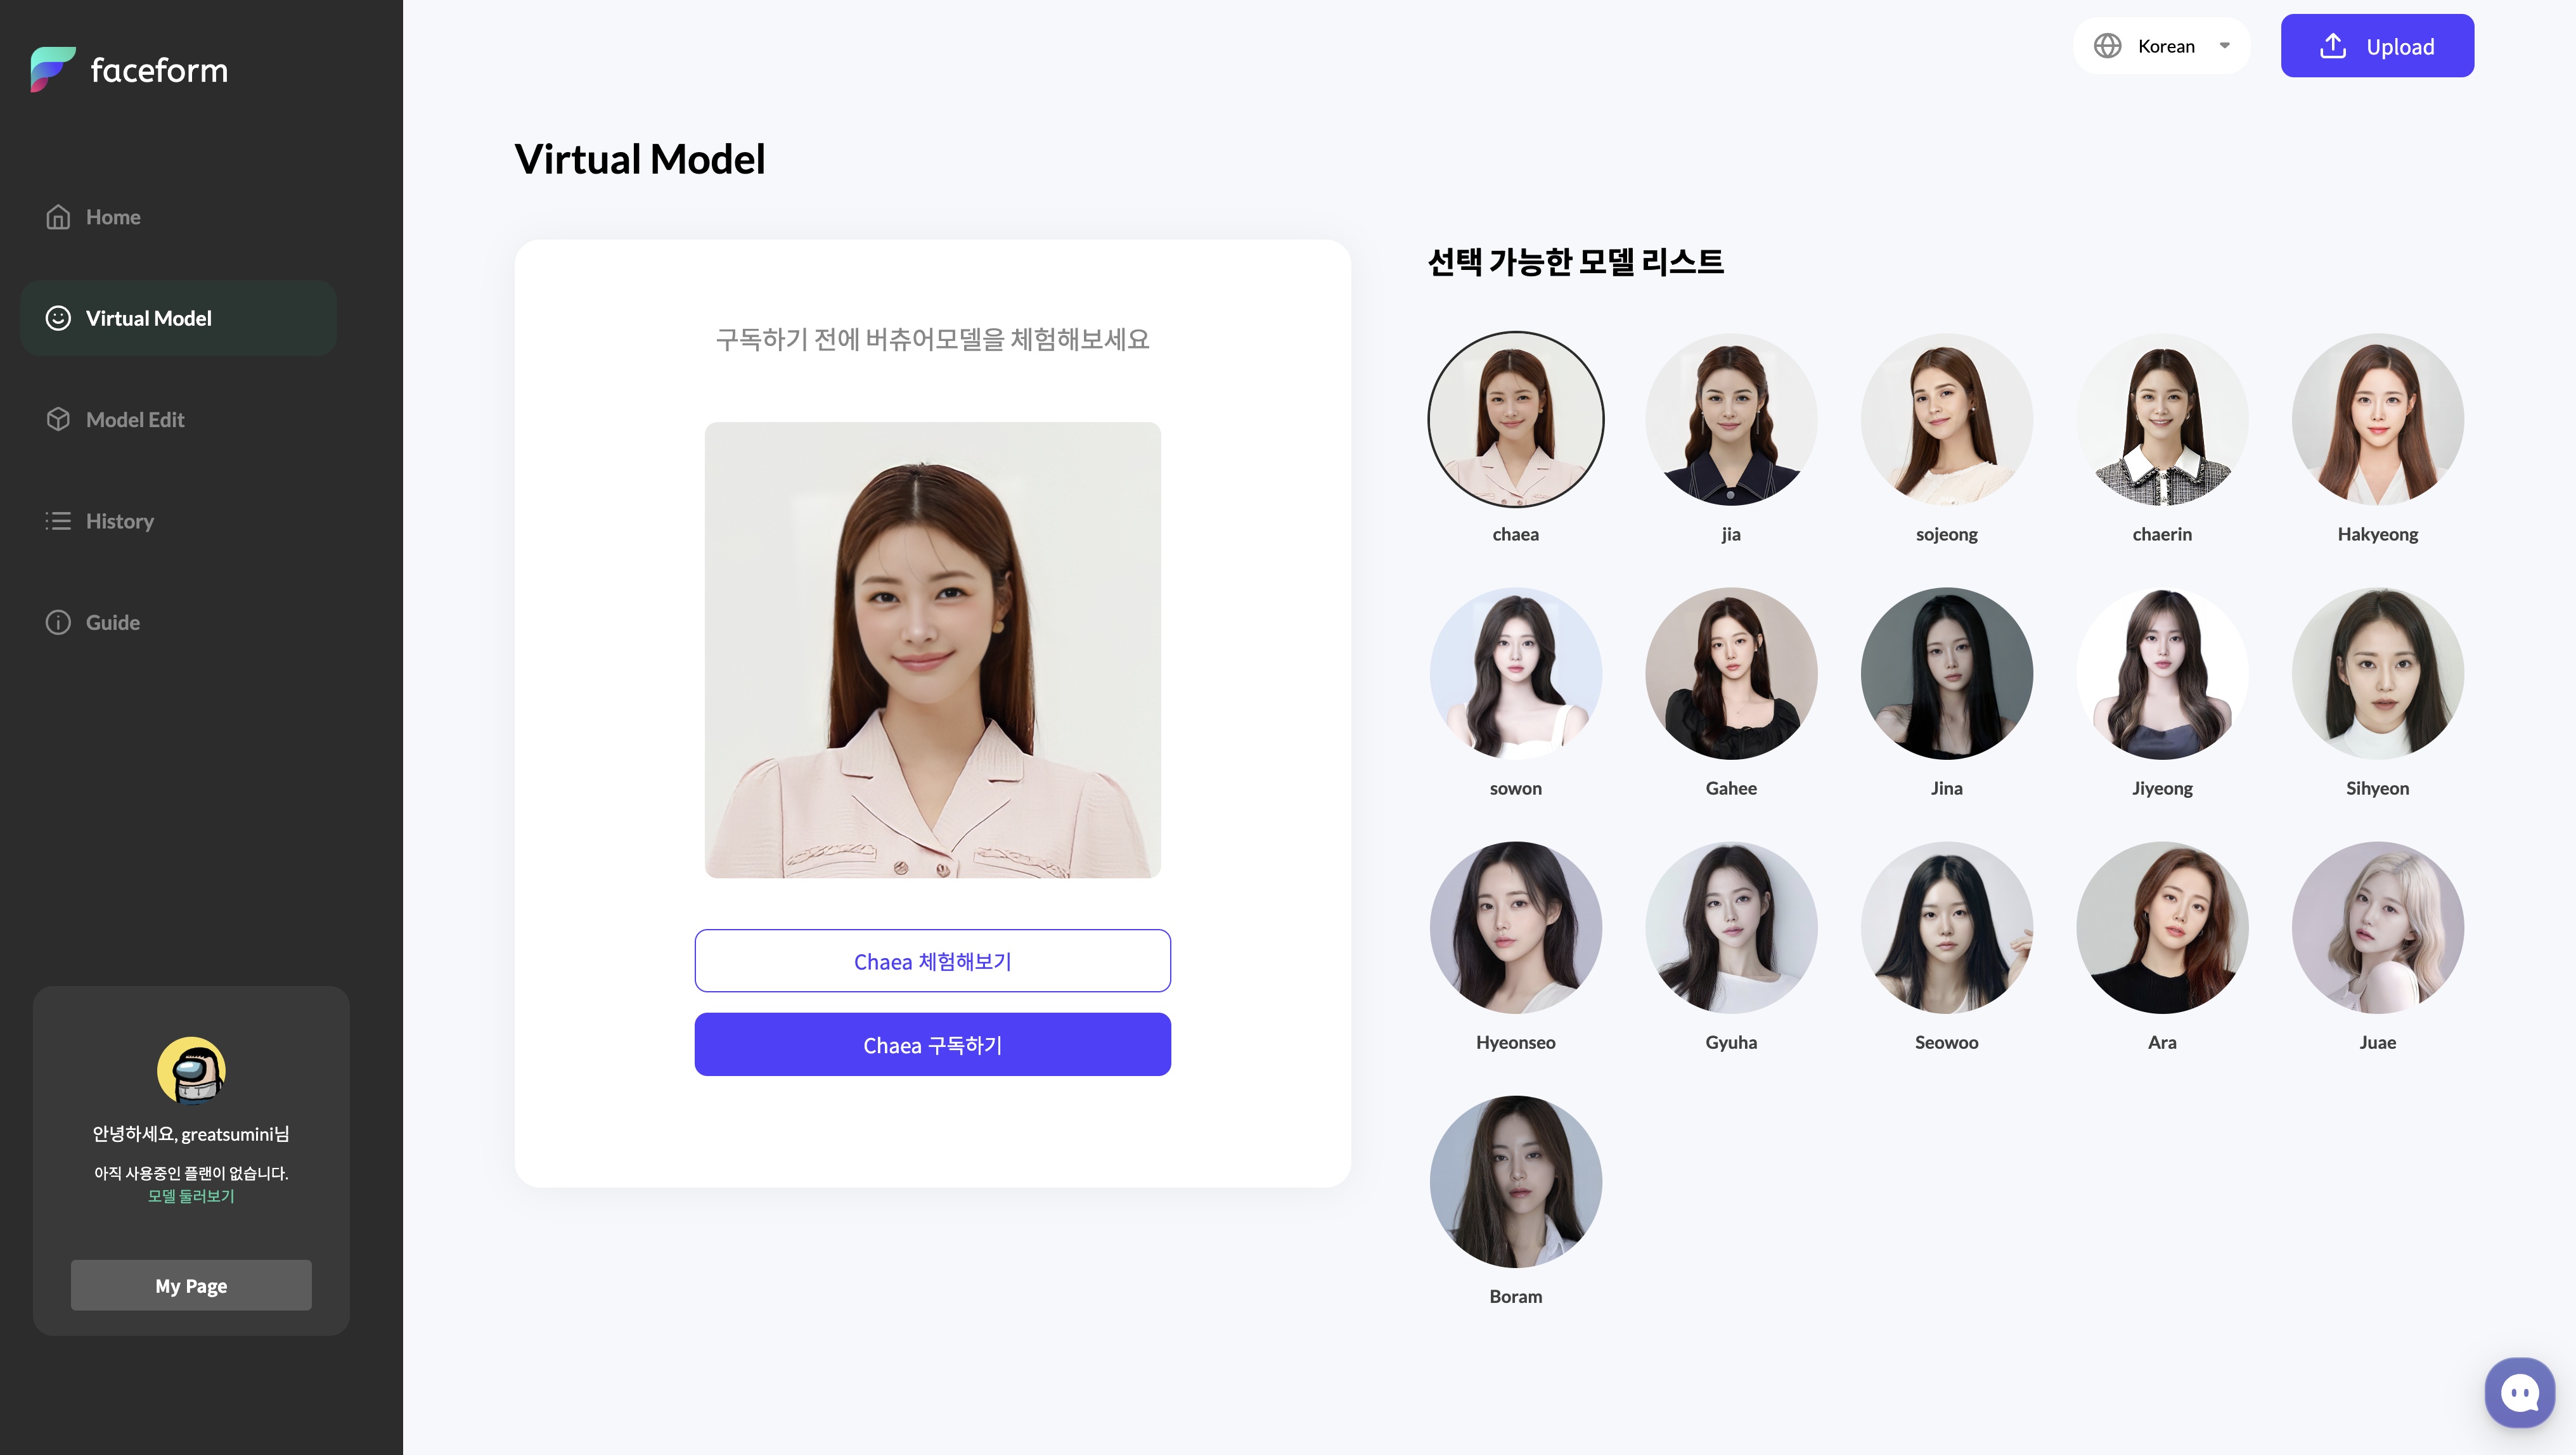 faceform
Home
Virtual Model
Model Edit
History
Guide
안녕하세요, greatsumini님
아직 사용중인 플랜이 없습니다.
모델 둘러보기
My Page
Korean
Upload
Virtual Model
구독하기 전에 버츄어모델을 체험해보세요
Chaea 체험해보기
Chaea 구독하기
선택 가능한 모델 리스트
chaea
jia
sojeong
chaerin
Hakyeong
sowon
Gahee
Jina
Jiyeong
Sihyeon
Hyeonseo
Gyuha
Seowoo
Ara
Juae
Boram